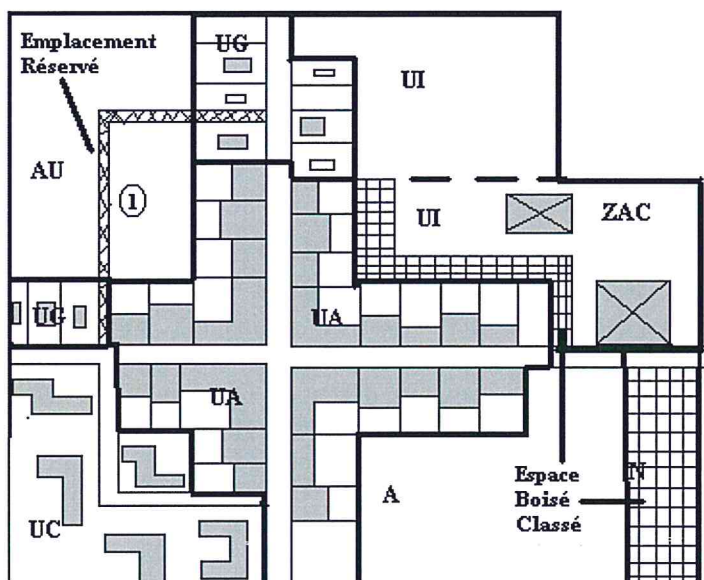 Emplacement
Réservé
UG
UI
AU
1
UI
ZAC
UG
UA
UA
Espace
Boisé
Classé
N
A
UC